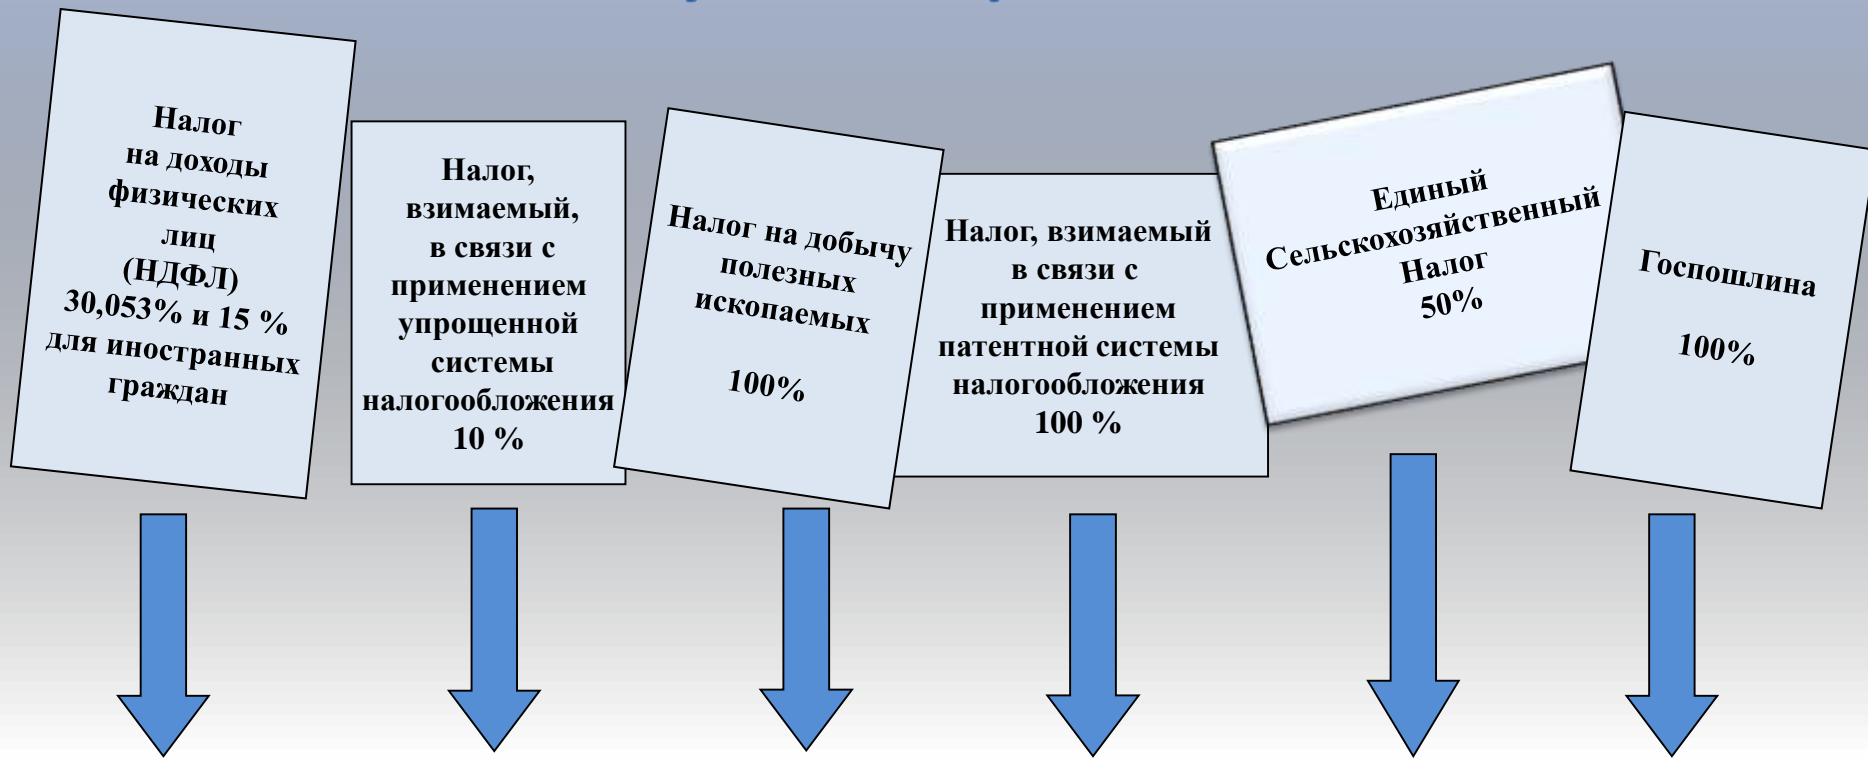 Налог
на доходы
физических
лиц
(НДФЛ)
30,053% и 15 %
для иностранных
граждан
Налог,
взимаемый,
в связи с
применением
упрощенной
системы
налогообложения
10 %
Налог на добычу
полезных
ископаемых
100%
Налог, взимаемый
в связи с
применением
патентной системы
налогообложения
100 %
Единый
Сельскохозяйственный
Налог
50%
Госпошлина
100%